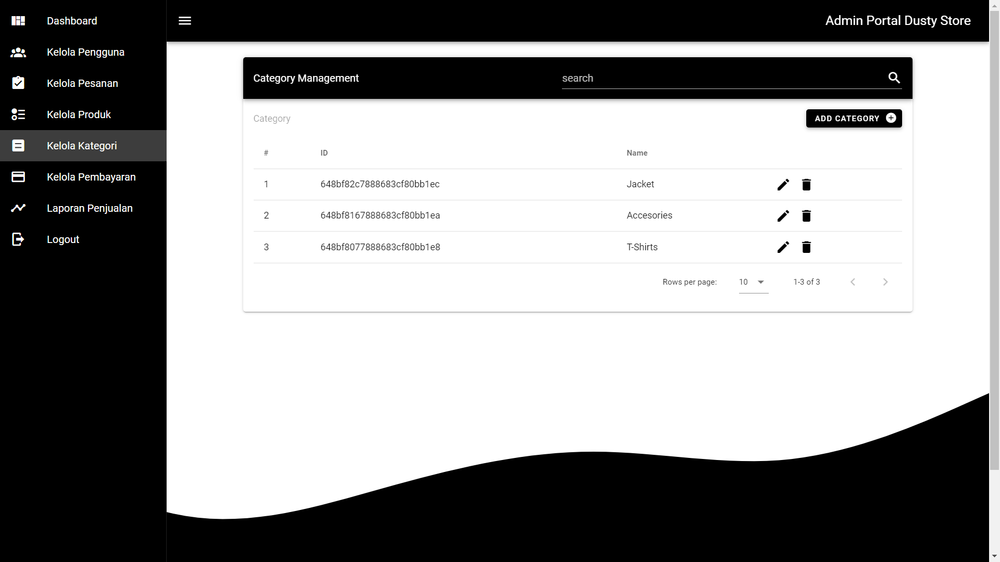 Dashboard
Kelola Pengguna
Kelola Pesanan
Kelola Produk
Kelola Kategori
Kelola Pembayaran
Laporan Penjualan
Logout
Admin Portal Dusty Store
Category Management
search
Category
ADD CATEGORY
# ID Name
1 648bf82c7888683cf80bb1ec Jacket
2 648bf8167888683cf80bb1ea Accesories
3 648bf8077888683cf80bb1e8 T-Shirts
Rows per page: 10 1-3 of 3